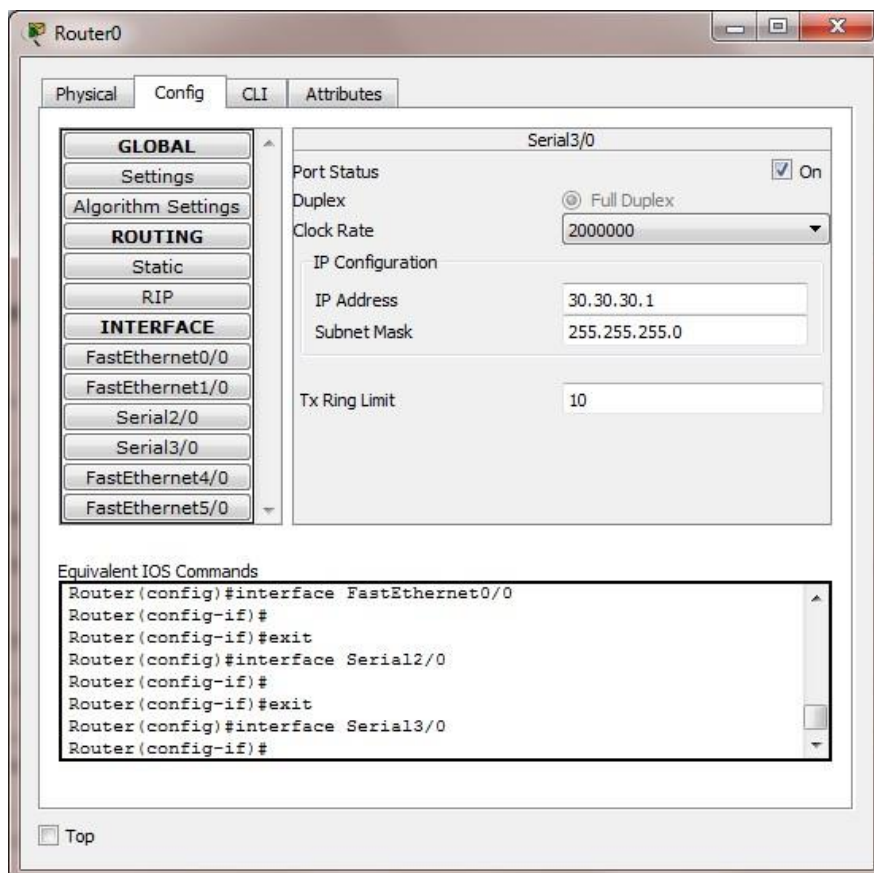 Router0
Physical Config CLI Attributes
GLOBAL
Settings
Algorithm Settings
ROUTING
Static
RIP
INTERFACE
FastEthernet0/0
FastEthernet1/0
Serial2/0
Serial3/0
FastEthernet4/0
FastEthernet5/0
Serial3/0
Port Status On
Duplex Full Duplex
Clock Rate 2000000
IP Configuration
IP Address 30.30.30.1
Subnet Mask 255.255.255.0
Tx Ring Limit 10
Equivalent IOS Commands
Router(config)#interface FastEthernet0/0
Router(config-if)#
Router(config-if)#exit
Router(config)#interface Serial2/0
Router(config-if)#
Router(config-if)#exit
Router(config)#interface Serial3/0
Router(config-if)#
Top